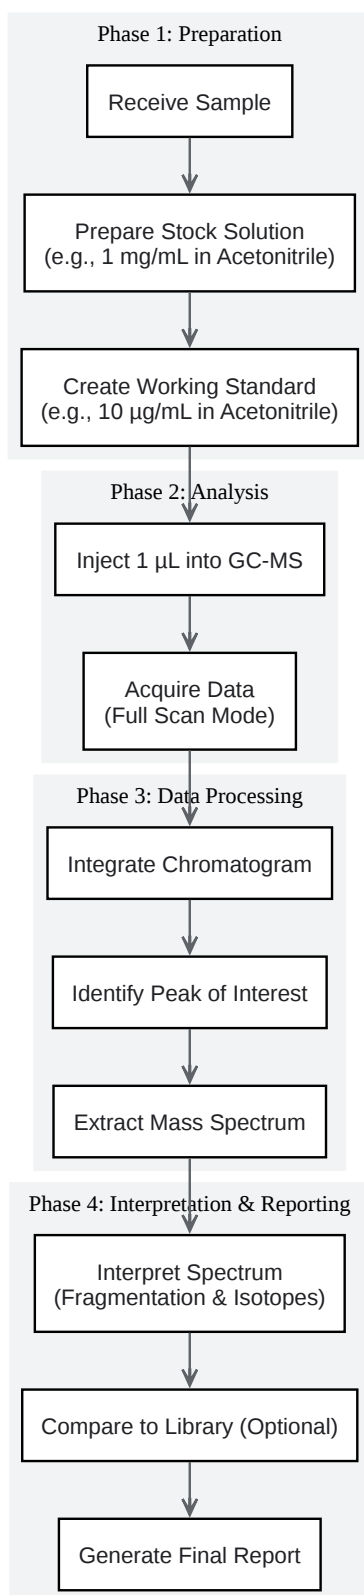 Phase 1: Preparation
Receive Sample
Prepare Stock Solution
(e.g., 1 mg/mL in Acetonitrile)
Create Working Standard
(e.g., 10 µg/mL in Acetonitrile)
Phase 2: Analysis
Inject 1 µL into GC-MS
Acquire Data
(Full Scan Mode)
Phase 3: Data Processing
Integrate Chromatogram
Identify Peak of Interest
Extract Mass Spectrum
Phase 4: Interpretation & Reporting
Interpret Spectrum
(Fragmentation & Isotopes)
Compare to Library (Optional)
Generate Final Report